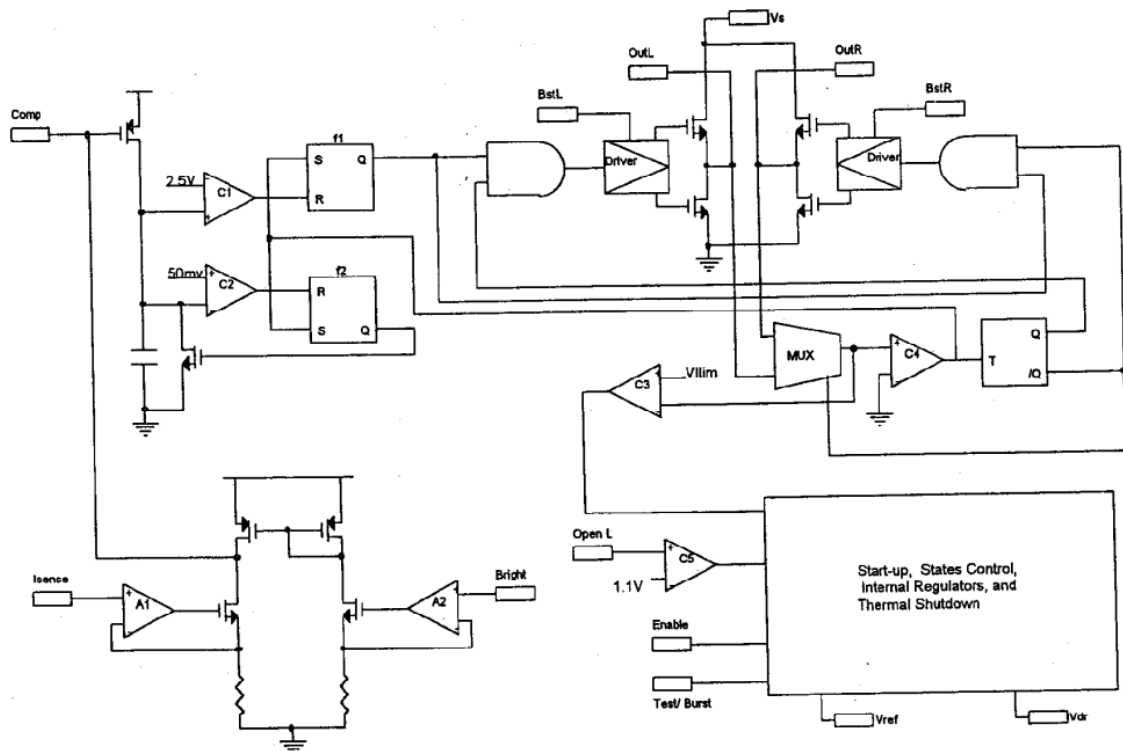 Vs
OutL
OutR
BstL
BstR
Comp
f1
S Q
R
Driver
Driver
2.5V
C1
+
50mv
+
C2
f2
R
S Q
MUX
+
C4
Q
T
/Q
C3
+
VIlim
Open L
+
C5
1.1V
Start-up, States Control,
Internal Regulators, and
Thermal Shutdown
Isence
+
A1
A2
+
Bright
Enable
Test/ Burst
Vref
Vdr